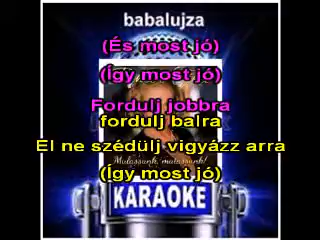 babalujza
(És most jó)
(Így most jó)
Fordulj jobbra
fordulj balra
El ne szédülj vigyázz arra
Mulassunk, mulassunk!
(Így most jó)
KARAOKE